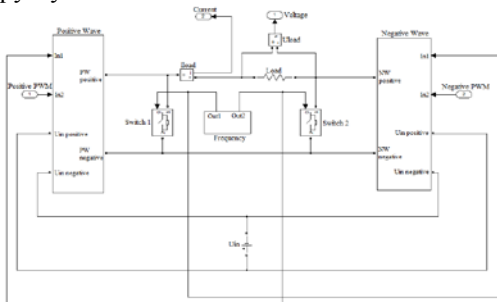 Current
Voltage
Positive Wave
Negative Wave
Uload
In1
In1
PW
positive
Iload
Load
NW
positive
Positive PWM
In2
In2
Negative PWM
Out1
Out2
Switch 1
Frequency
Switch 2
Uin positive
Uin positive
PW
negative
NW
negative
Uin negative
Uin negative
Uin